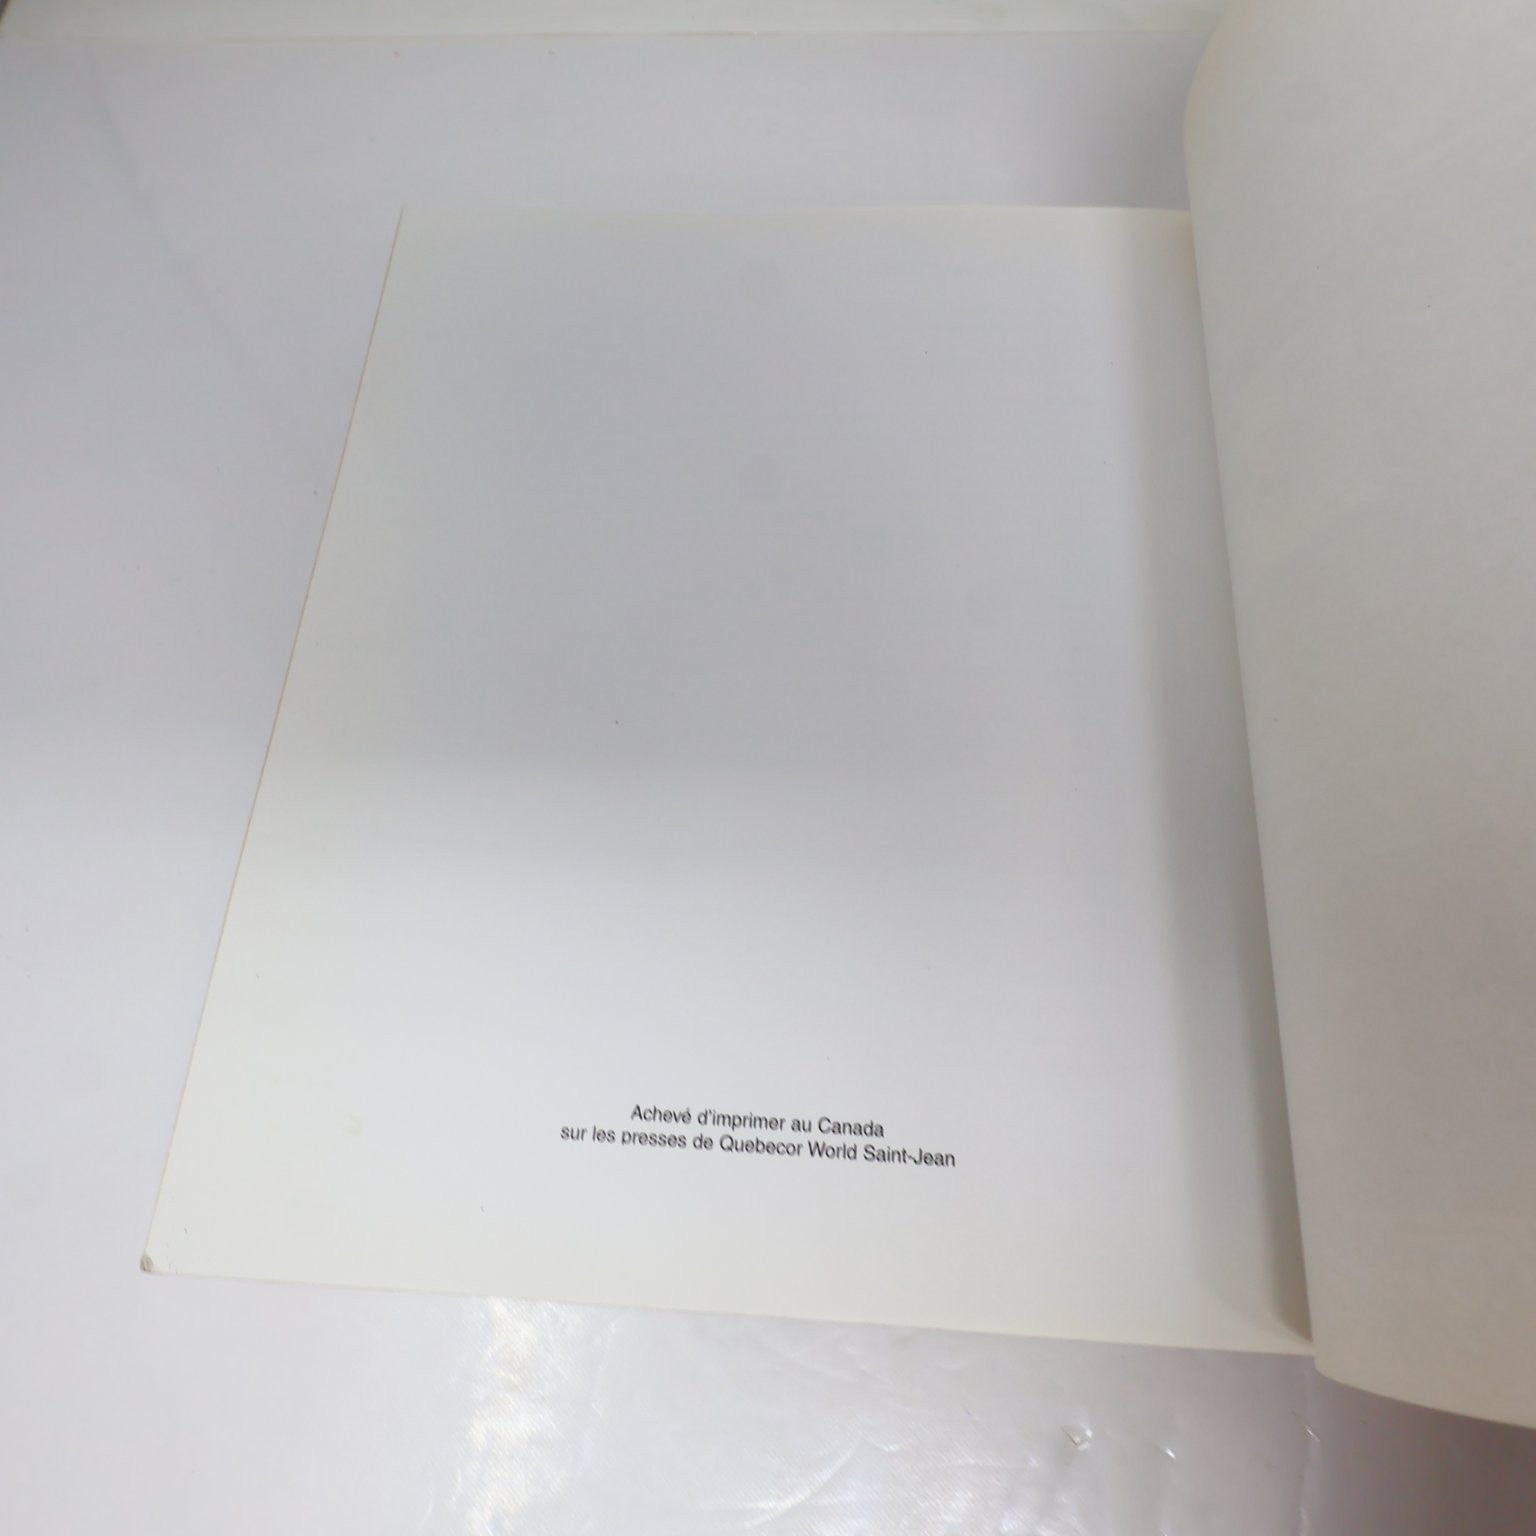 Achevé d'imprimer au Canada
sur les presses de Quebecor World Saint-Jean